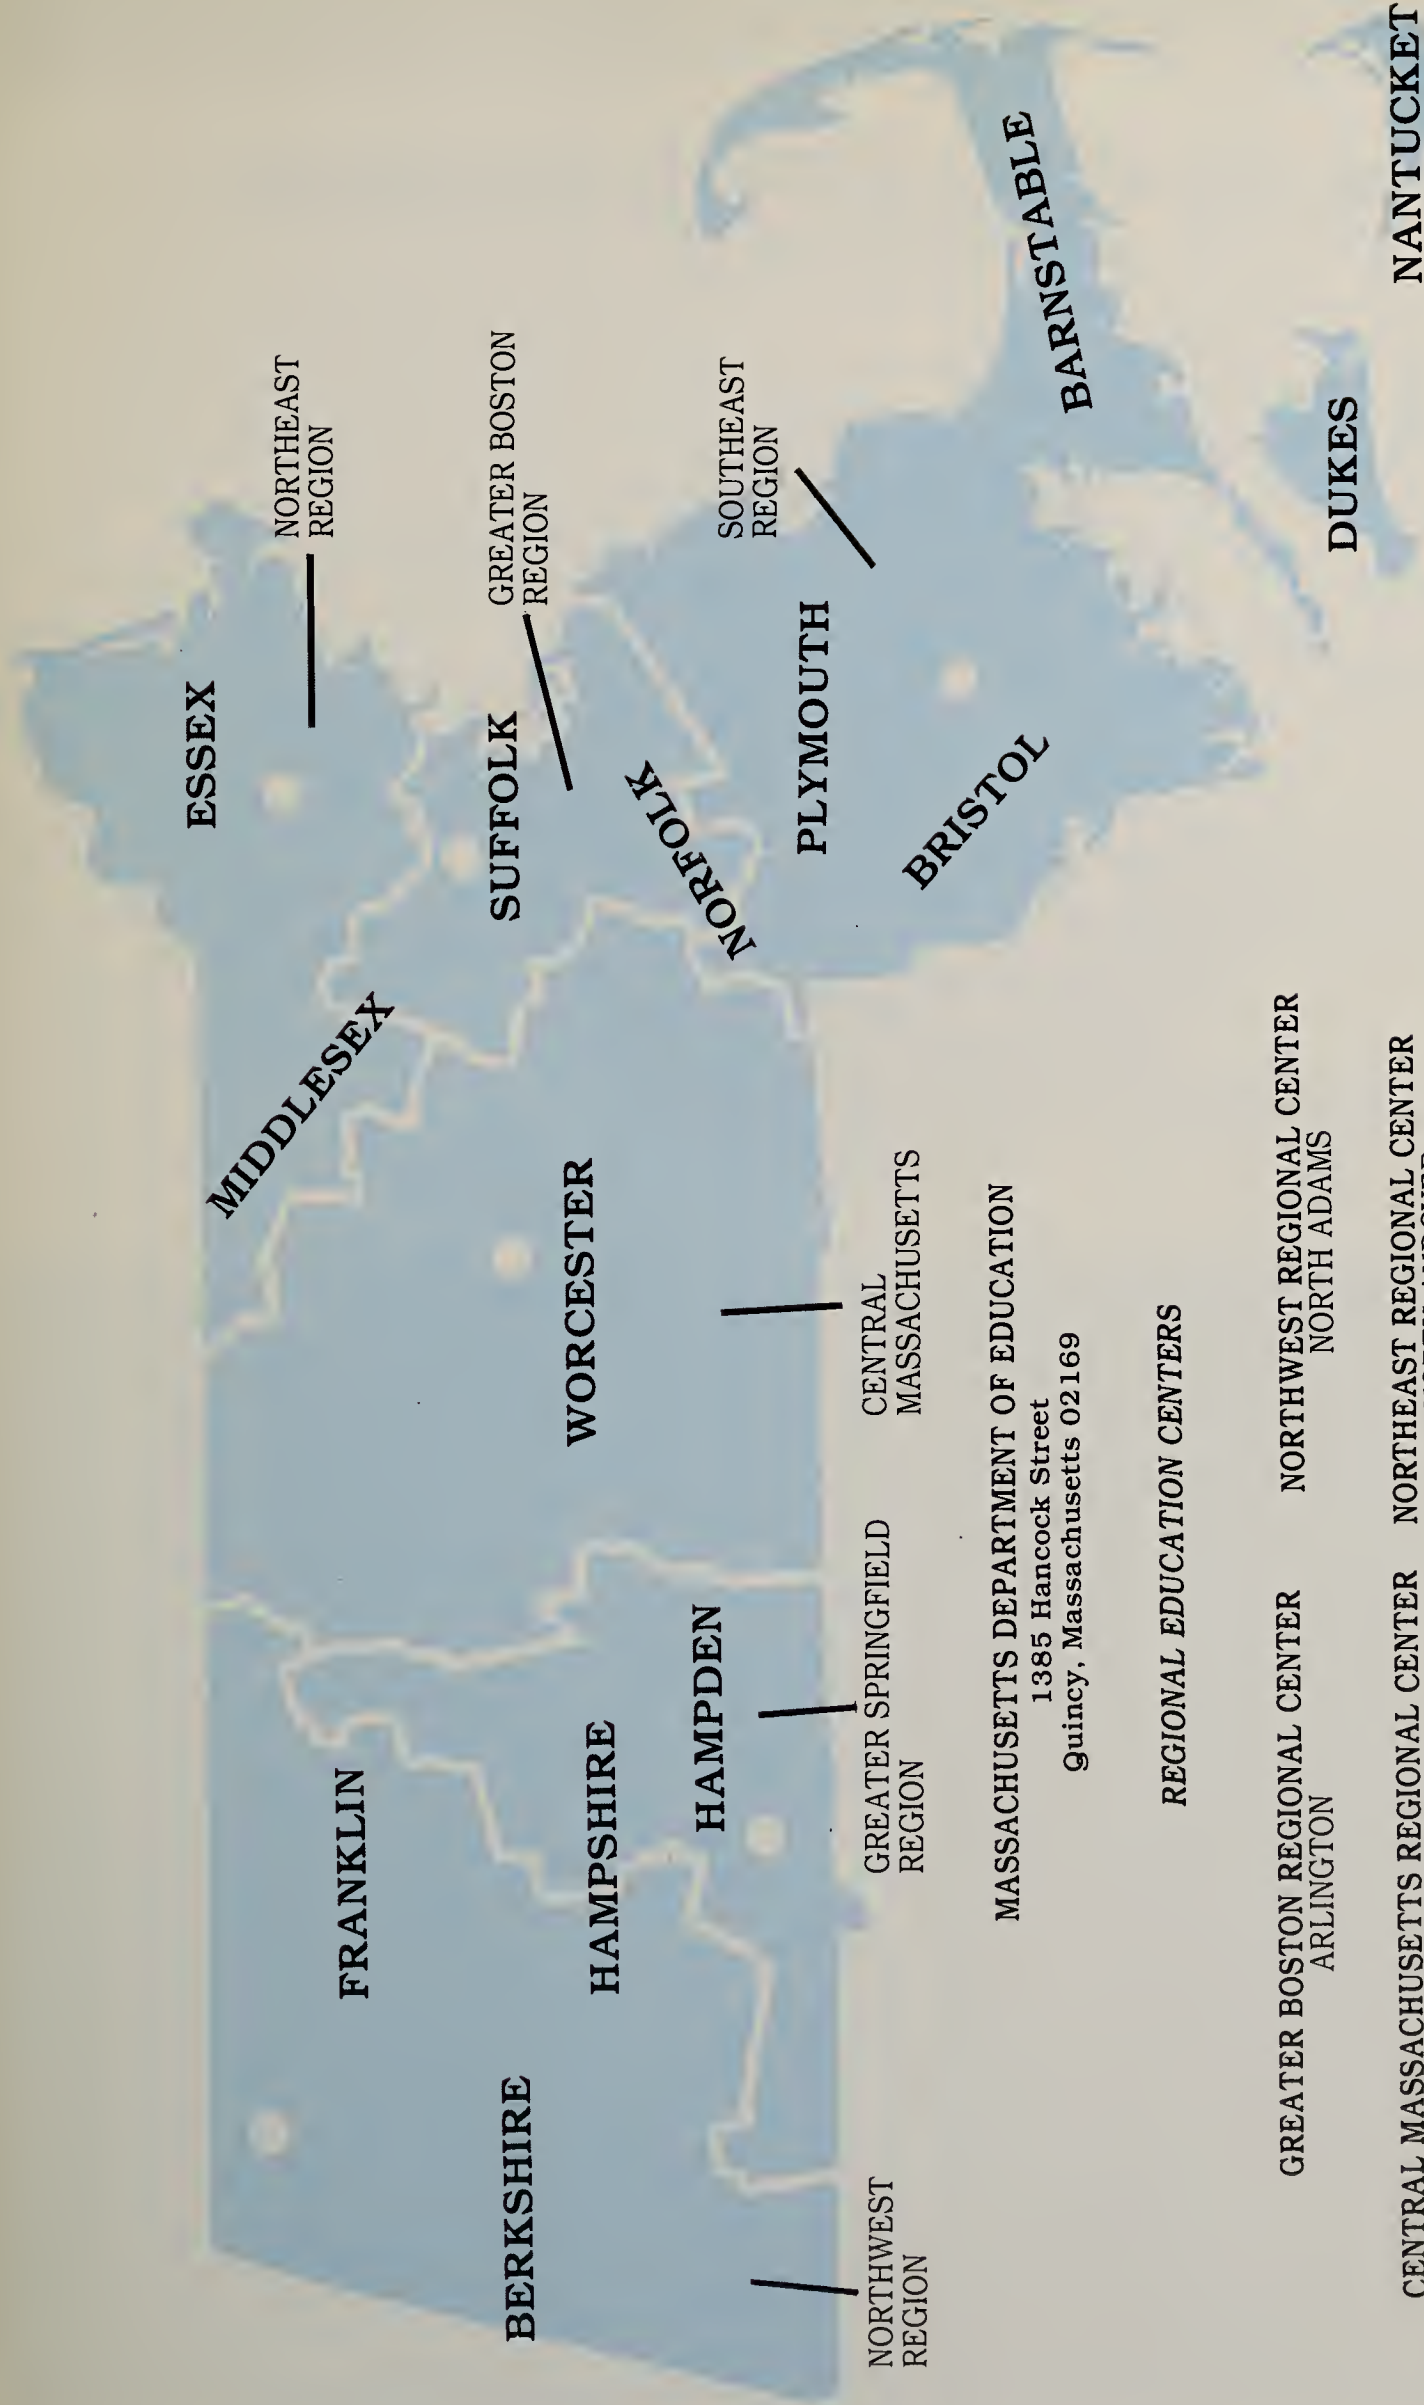 ESSEX
NORTHEAST
REGION
MIDDLESEX
FRANKLIN
SUFFOLK
GREATER BOSTON
REGION
BERKSHIRE
HAMPSHIRE
WORCESTER
NORFOLK
HAMPDEN
SOUTHEAST
REGION
PLYMOUTH
BRISTOL
BARNSTABLE
NORTHWEST
REGION
GREATER SPRINGFIELD
REGION
CENTRAL
MASSACHUSETTS
DUKES
NANTUCKET
MASSACHUSETTS DEPARTMENT OF EDUCATION
1385 Hancock Street
Quincy, Massachusetts 02169
REGIONAL EDUCATION CENTERS
GREATER BOSTON REGIONAL CENTER
ARLINGTON
NORTHWEST REGIONAL CENTER
NORTH ADAMS
CENTRAL MASSACHUSETTS REGIONAL CENTER
NORTHEAST REGIONAL CENTER